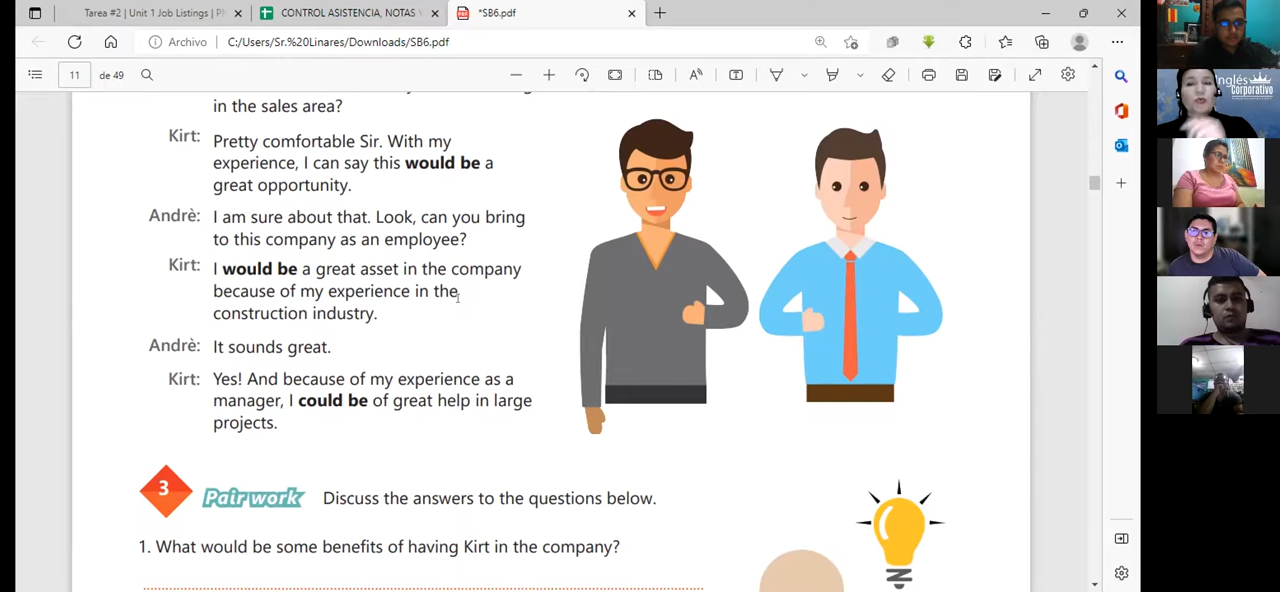 Tarea #2 | Unit 1 Job Listings | Pl
CONTROL ASISTENCIA, NOTAS
*SB6.pdf
Archivo
C:/Users/Sr.%20Linares/Downloads/SB6.pdf
11
de 49
in the sales area?
Kirt: Pretty comfortable Sir. With my
experience, I can say this would be a
great opportunity.
Andrè: I am sure about that. Look, can you bring
to this company as an employee?
Kirt: I would be a great asset in the company
because of my experience in the
construction industry.
Andrè: It sounds great.
Kirt: Yes! And because of my experience as a
manager, I could be of great help in large
projects.
3 Pair work Discuss the answers to the questions below.
1. What would be some benefits of having Kirt in the company?
Inglés
Corporativo